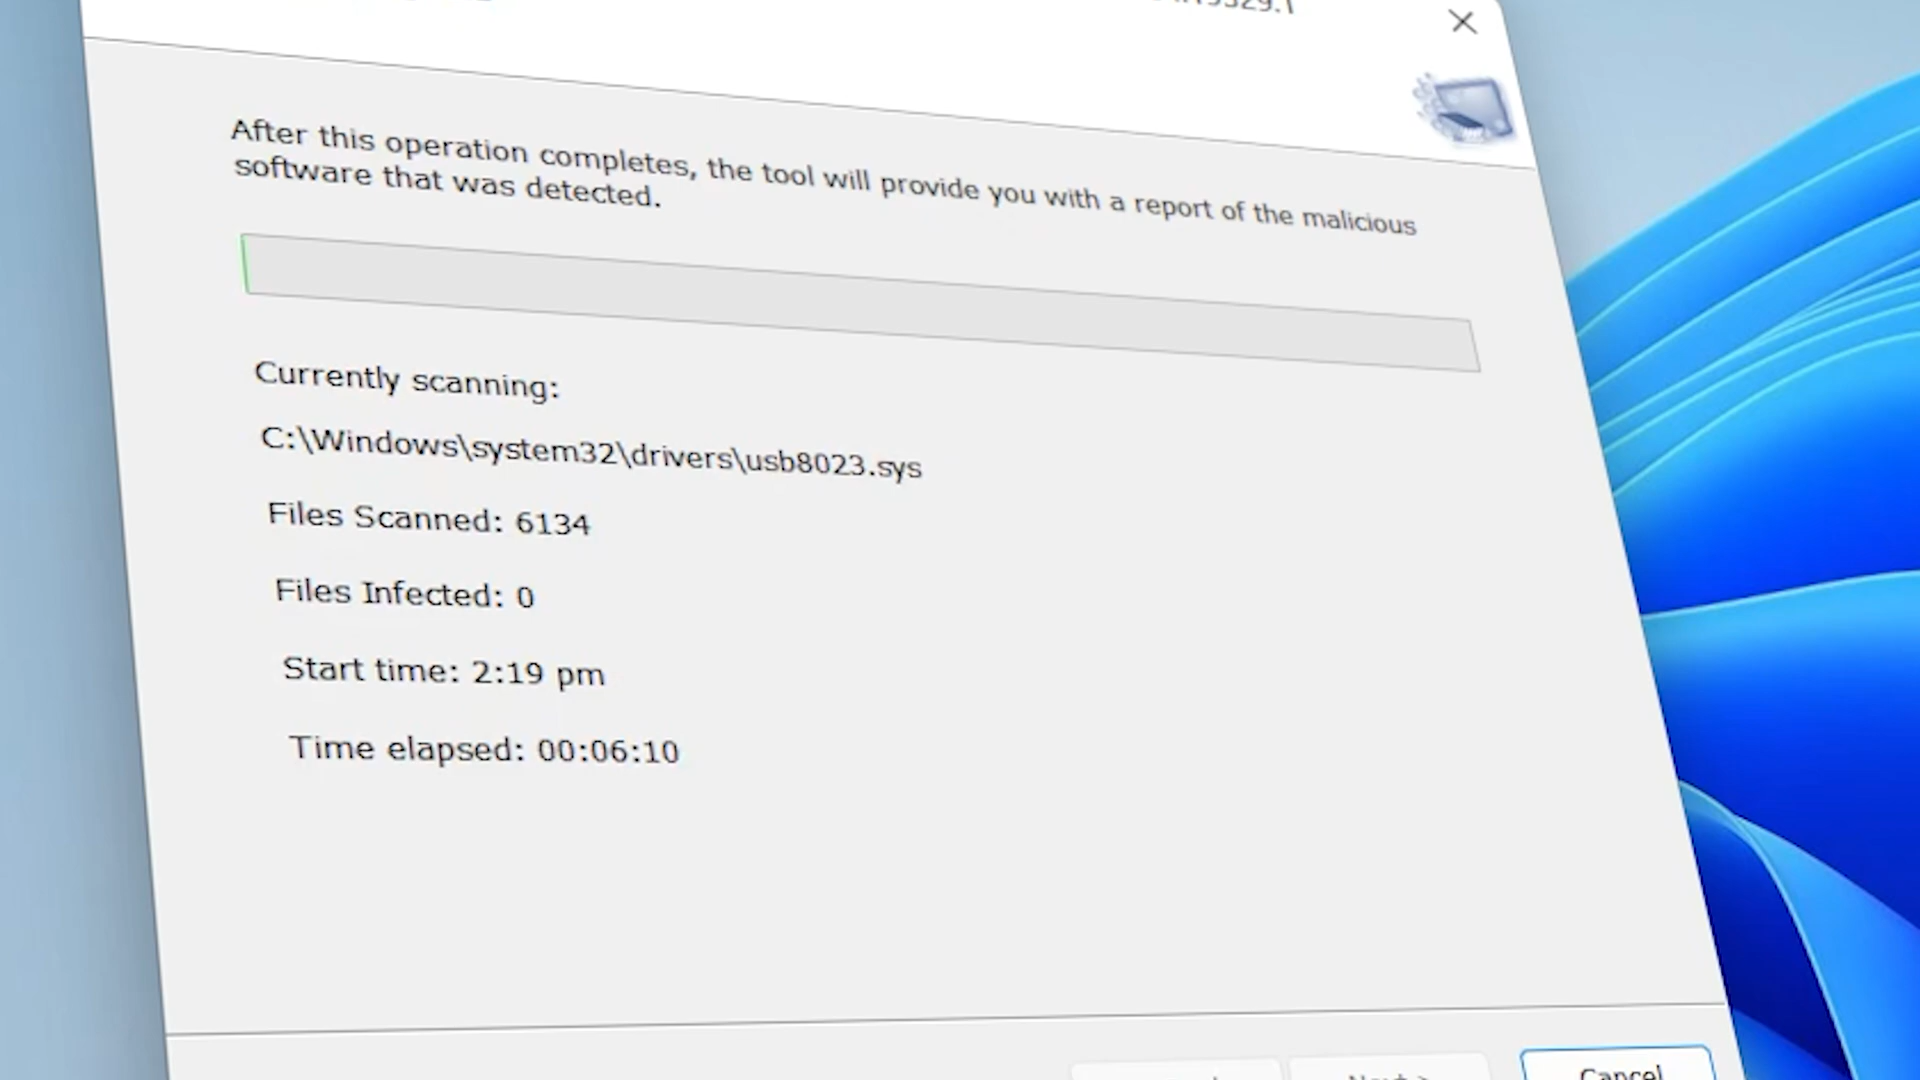 After this operation completes, the tool will provide you with a report of the malicious
software that was detected.
Currently scanning:
C:\Windows\system32\drivers\usb8023.sys
Files Scanned: 6134
Files Infected: 0
Start time: 2:19 pm
Time elapsed: 00:06:10
Next >
Cancel